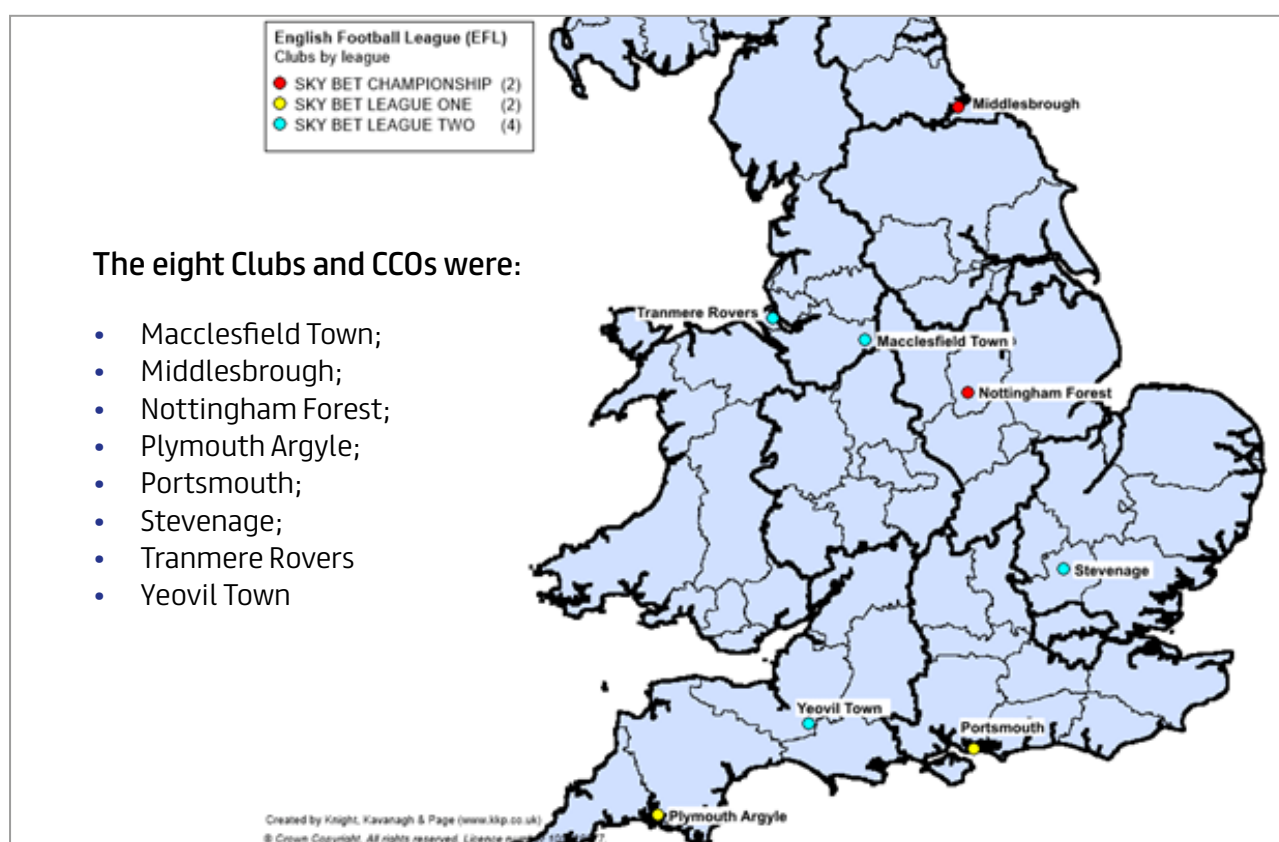 English Football League (EFL)
Clubs by league
SKY BET CHAMPIONSHIP (2)
SKY BET LEAGUE ONE (2)
SKY BET LEAGUE TWO (4)
Middlesbrough
The eight Clubs and CCOs were:
Tranmere Rovers
Macclesfield Town
Nottingham Forest
• Macclesfield Town;
• Middlesbrough;
• Nottingham Forest;
• Plymouth Argyle;
• Portsmouth;
• Stevenage;
• Tranmere Rovers
• Yeovil Town
Stevenage
Yeovil Town
Portsmouth
Plymouth Argyle
Created by Knight, Kavanagh & Page (www.kkp.co.uk)
© Crown Copyright. All rights reserved. Licence